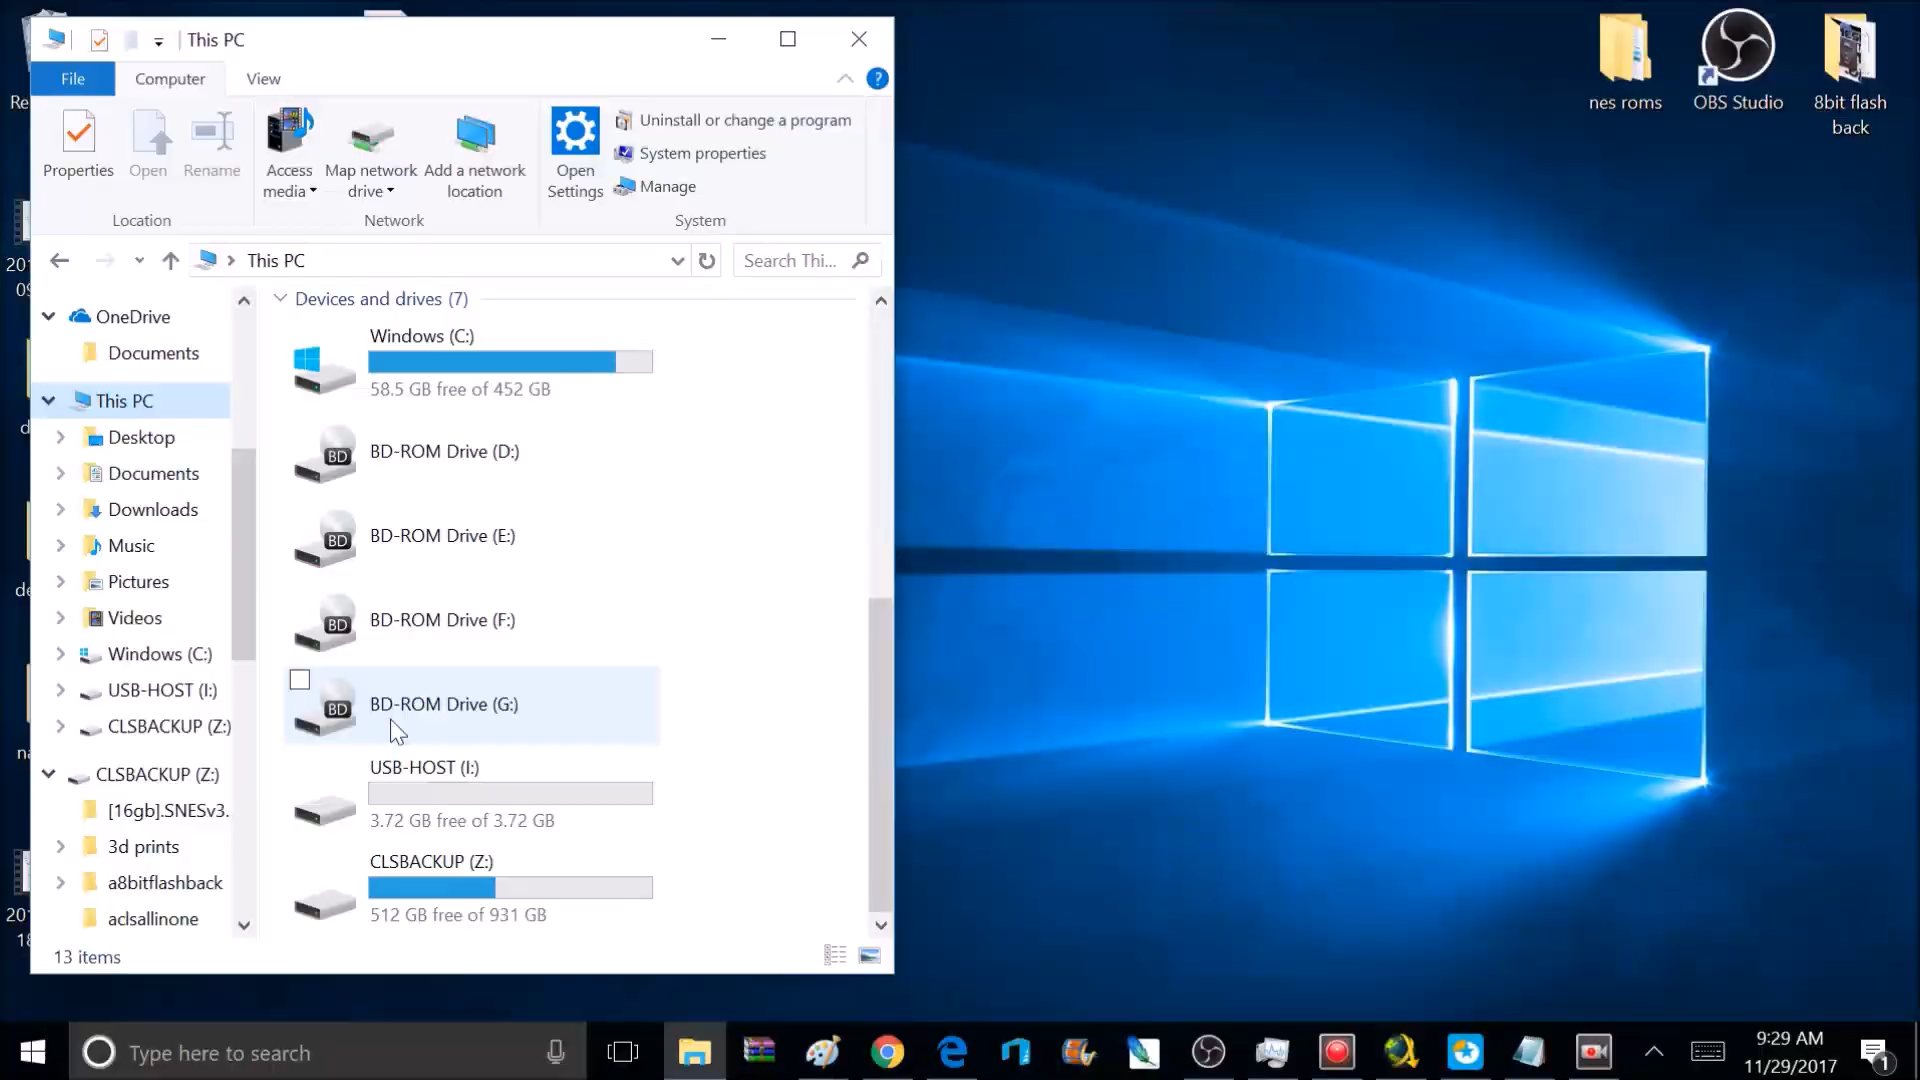 This PC
File
Computer
View
Properties
Open
Rename
Access
media
Map network
drive
Add a network
location
Open
Settings
Uninstall or change a program
System properties
Manage
Location
Network
System
This PC
Search Thi...
OneDrive
Documents
This PC
Desktop
Documents
Downloads
Music
Pictures
Videos
Windows (C:)
USB-HOST (I:)
CLSBACKUP (Z:)
CLSBACKUP (Z:)
[16gb].SNESv3.
3d prints
a8bitflashback
aclsallinone
Devices and drives (7)
Windows (C:)
58.5 GB free of 452 GB
BD
BD-ROM Drive (D:)
BD
BD-ROM Drive (E:)
BD
BD-ROM Drive (F:)
BD
BD-ROM Drive (G:)
USB-HOST (I:)
3.72 GB free of 3.72 GB
CLSBACKUP (Z:)
512 GB free of 931 GB
13 items
nes roms
OBS Studio
8bit flash
back
Type here to search
9:29 AM
11/29/2017
1